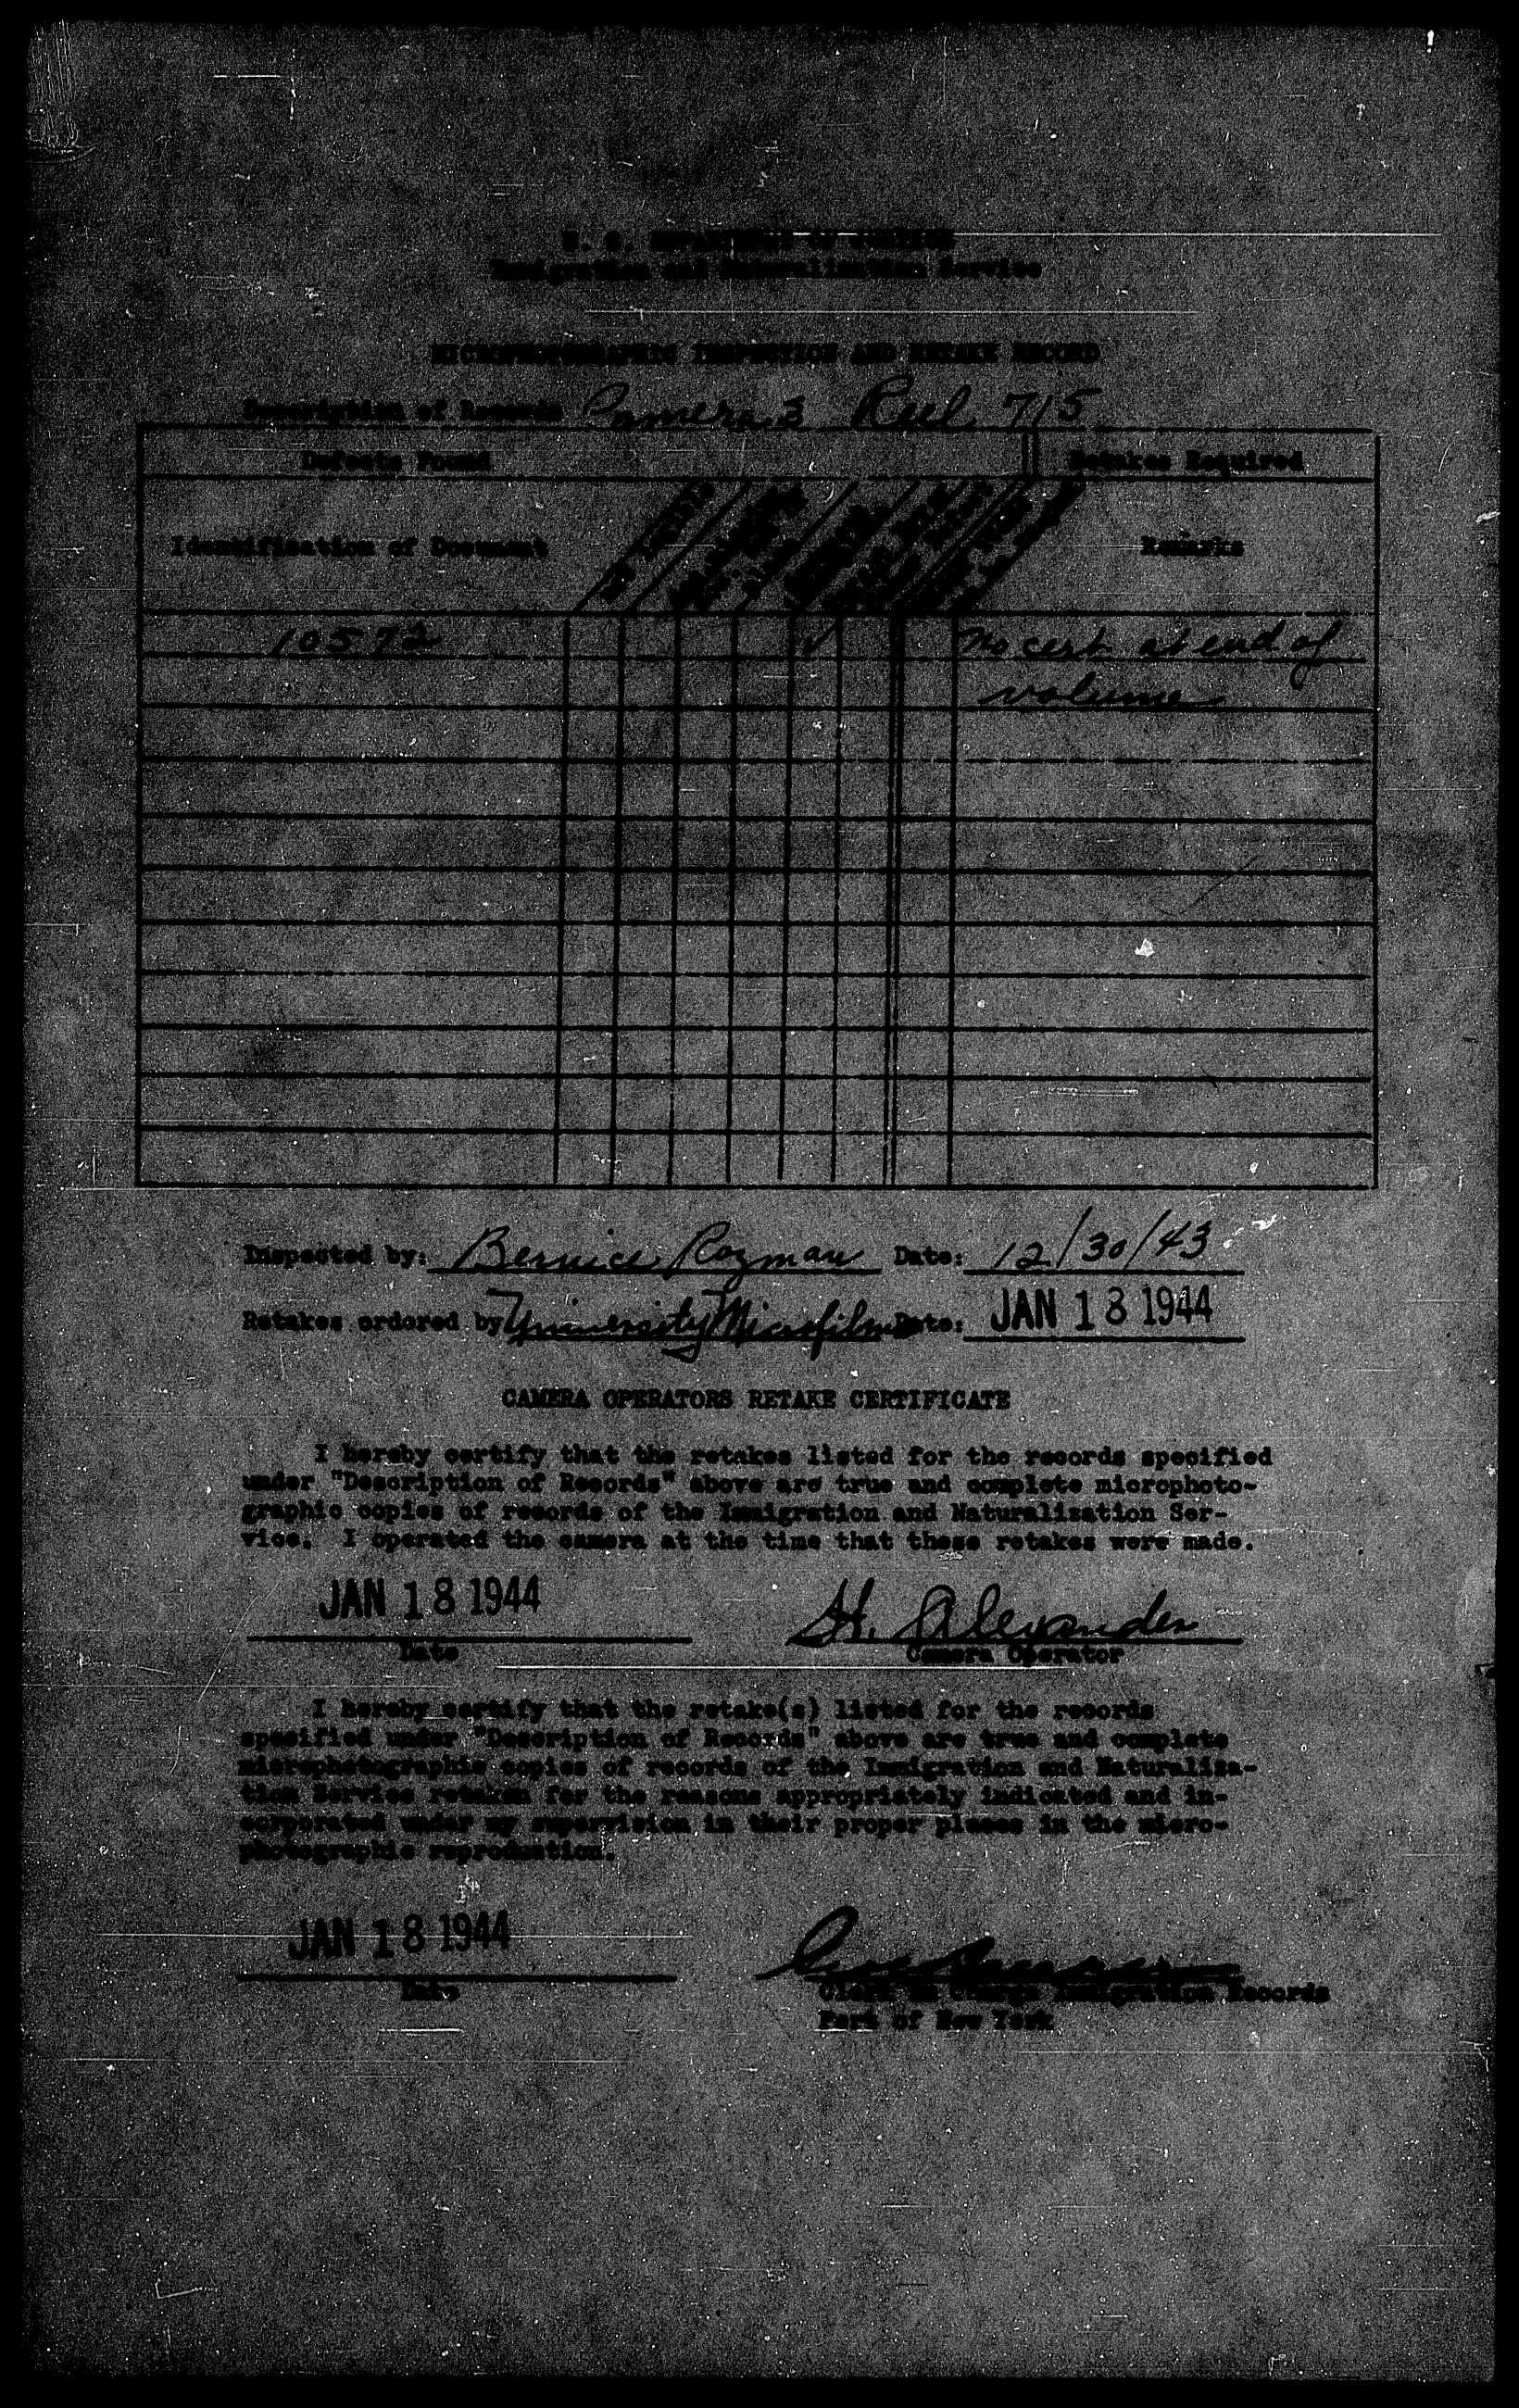 U. S. DEPARTMENT OF JUSTICE
Immigration and Naturalization Service
MICROPHOTOGRAPHIC INSPECTION AND RETAKE RECORD
Description of Records Camera 3 Reel 715
Defects Found Retakes Required
Identification of Document Remarks
10572 ✓ No cert at end of
volume
Inspected by: Bernice Rozman Date: 12/30/43
Retakes ordered by University Microfilms Date: JAN 18 1944
CAMERA OPERATORS RETAKE CERTIFICATE
I hereby certify that the retakes listed for the records specified
under "Description of Records" above are true and complete microphoto-
graphic copies of records of the Immigration and Naturalization Ser-
vice. I operated the camera at the time that these retakes were made.
JAN 18 1944 H. Alexander
Date Camera Operator
I hereby certify that the retake(s) listed for the records
specified under "Description of Records" above are true and complete
microphotographic copies of records of the Immigration and Naturaliza-
tion Service retaken for the reasons appropriately indicated and in-
corporated under my supervision in their proper places in the micro-
photographic reproduction.
JAN 18 1944
Date Clerk in Charge Immigration Records
Port of New York